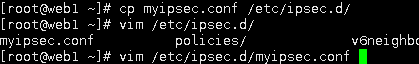 [root@web1 ~]# cp myipsec.conf /etc/ipsec.d/
[root@web1 ~]# vim /etc/ipsec.d/
myipsec.conf     policies/          v6neighbo
[root@web1 ~]# vim /etc/ipsec.d/myipsec.conf